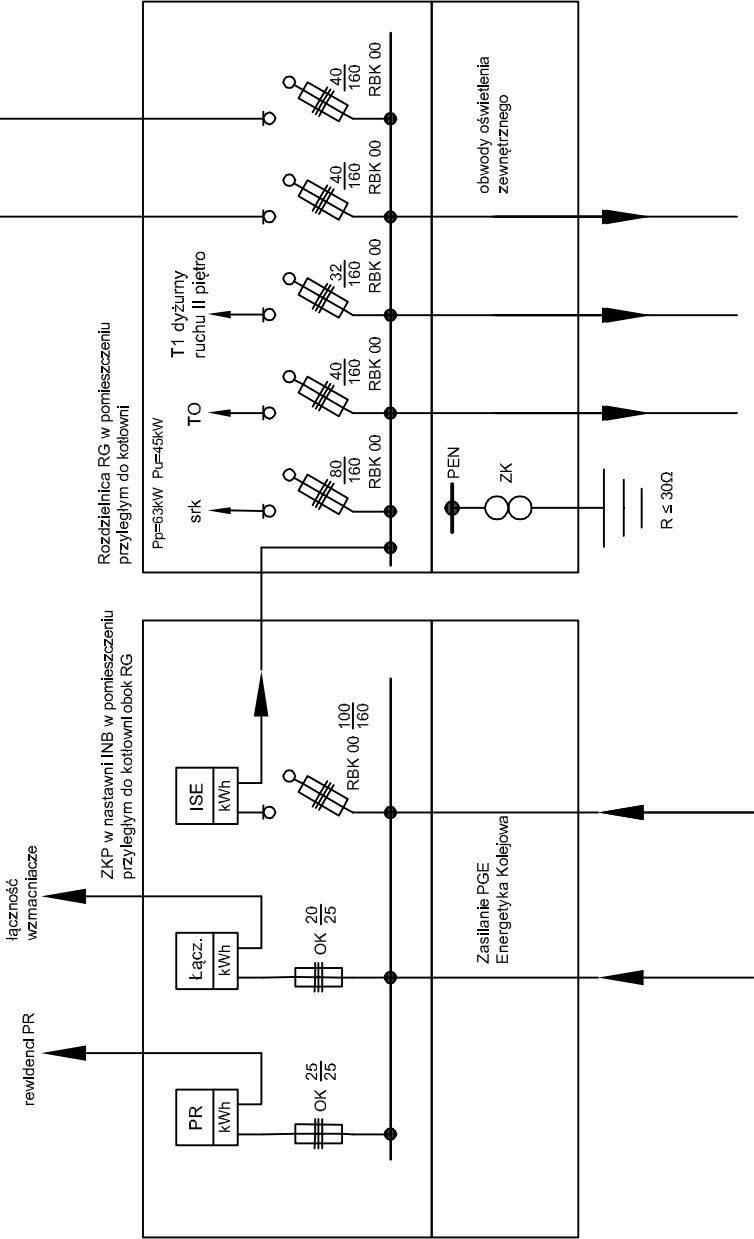 łączność
wzmacniacze
rewidenci PR
ZKP w nastawni INB w pomieszczeniu
przyległym do kotłowni obok RG
PR
kWh
OK 25/25
Łącz.
kWh
OK 20/25
ISE
kWh
RBK 00 100/160
Zasilanie PGE
Energetyka Kolejowa
Rozdzielnica RG w pomieszczeniu
przyległym do kotłowni
Pp=63kW Pu=45kW
srk
80/160
RBK 00
TO
40/160
RBK 00
T1 dyżurny
ruchu II piętro
32/160
RBK 00
40/160
RBK 00
40/160
RBK 00
PEN
ZK
R ≤ 30Ω
obwody oświetlenia
zewnętrznego